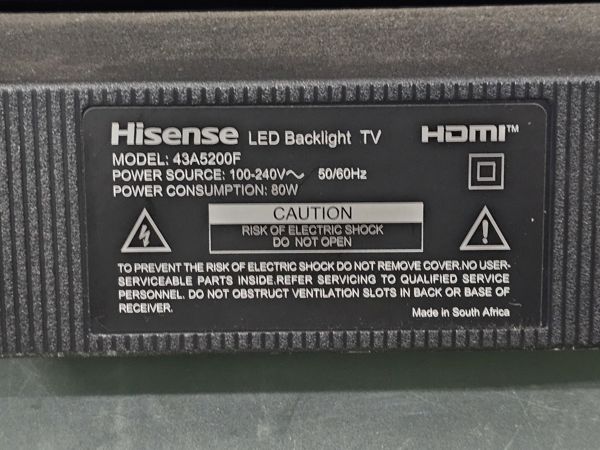 Hisense LED Backlight TV HDMI™
MODEL: 43A5200F
POWER SOURCE: 100-240V～ 50/60Hz
POWER CONSUMPTION: 80W
CAUTION
RISK OF ELECTRIC SHOCK
DO NOT OPEN
TO PREVENT THE RISK OF ELECTRIC SHOCK DO NOT REMOVE COVER.NO USER-
SERVICEABLE PARTS INSIDE.REFER SERVICING TO QUALIFIED SERVICE
PERSONNEL. DO NOT OBSTRUCT VENTILATION SLOTS IN BACK OR BASE OF
RECEIVER.
Made in South Africa